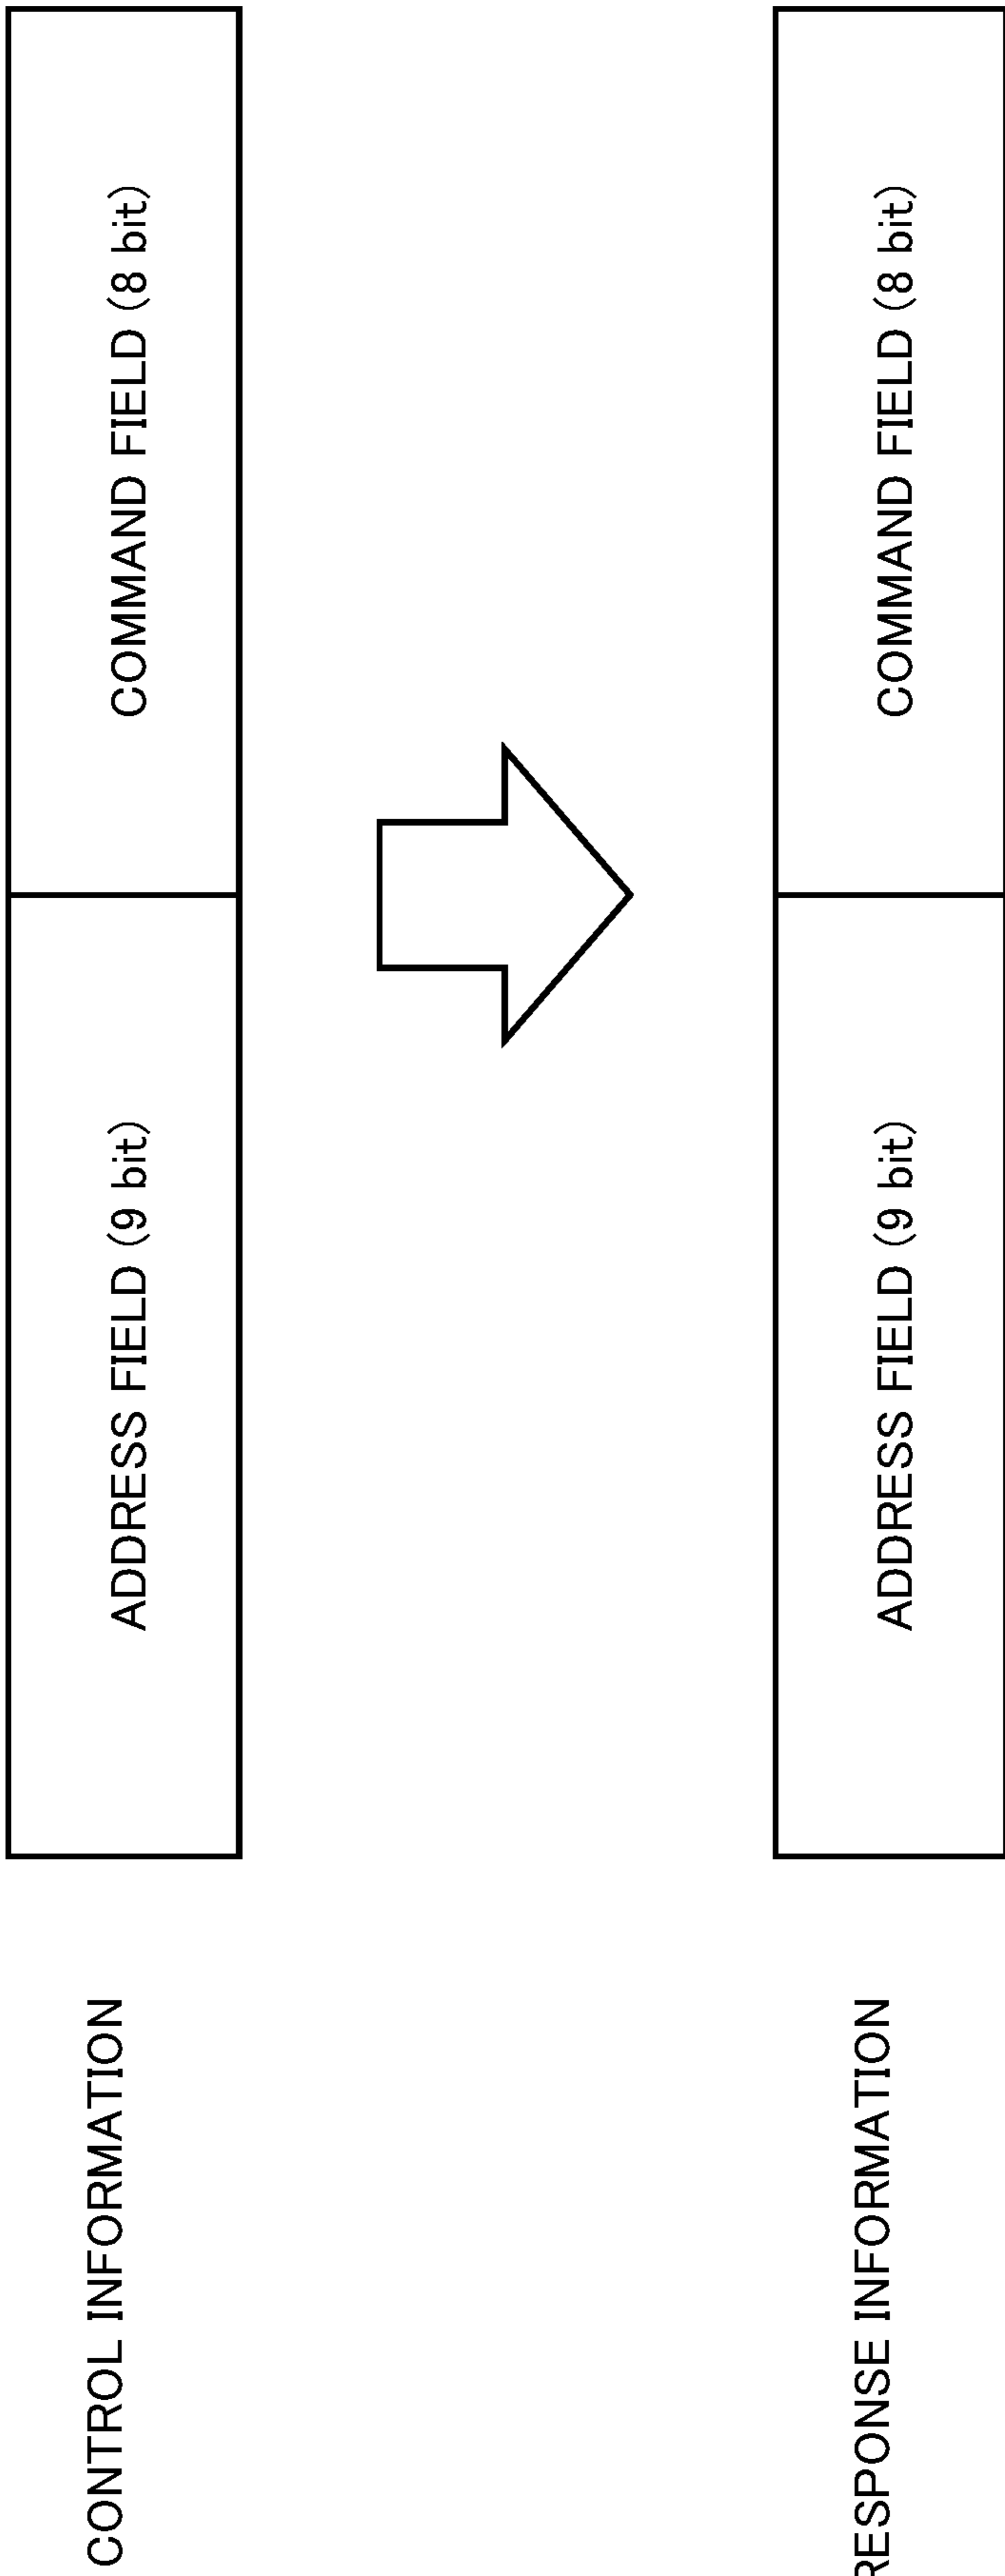 CONTROL INFORMATION
ADDRESS FIELD (9 bit)
COMMAND FIELD (8 bit)
RESPONSE INFORMATION
ADDRESS FIELD (9 bit)
COMMAND FIELD (8 bit)